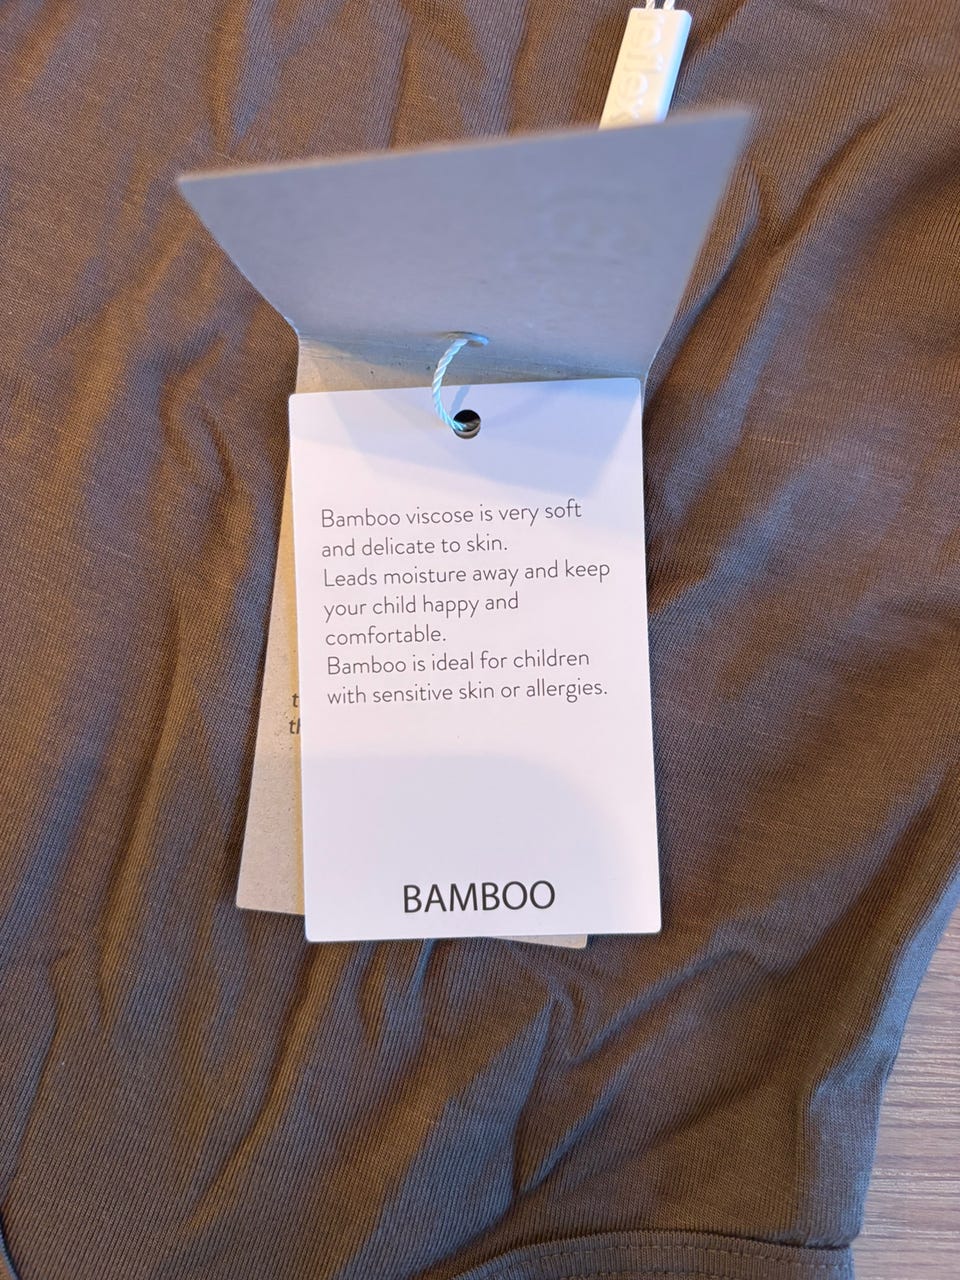 reflex
Bamboo viscose is very soft
and delicate to skin.
Leads moisture away and keep
your child happy and
comfortable.
Bamboo is ideal for children
with sensitive skin or allergies.
BAMBOO